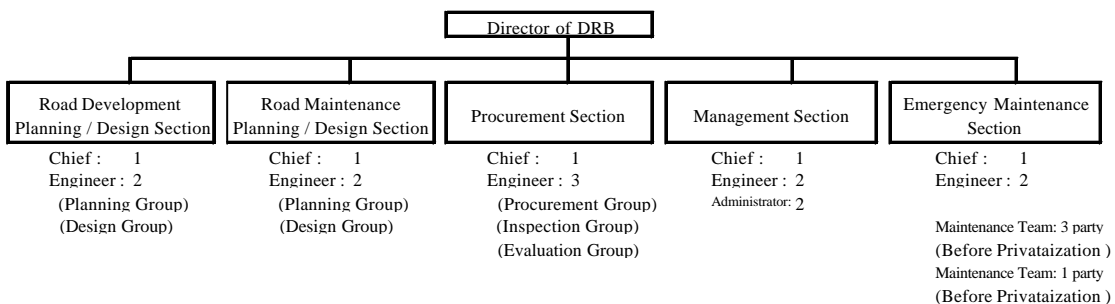 Director of DRB
Road Development
Planning / Design Section
Chief : 1
Engineer : 2
(Planning Group)
(Design Group)
Road Maintenance
Planning / Design Section
Chief : 1
Engineer : 2
(Planning Group)
(Design Group)
Procurement Section
Chief : 1
Engineer : 3
(Procurement Group)
(Inspection Group)
(Evaluation Group)
Management Section
Chief : 1
Engineer : 2
Administrator: 2
Emergency Maintenance
Section
Chief : 1
Engineer : 2
Maintenance Team: 3 party
(Before Privataization )
Maintenance Team: 1 party
(Before Privataization )